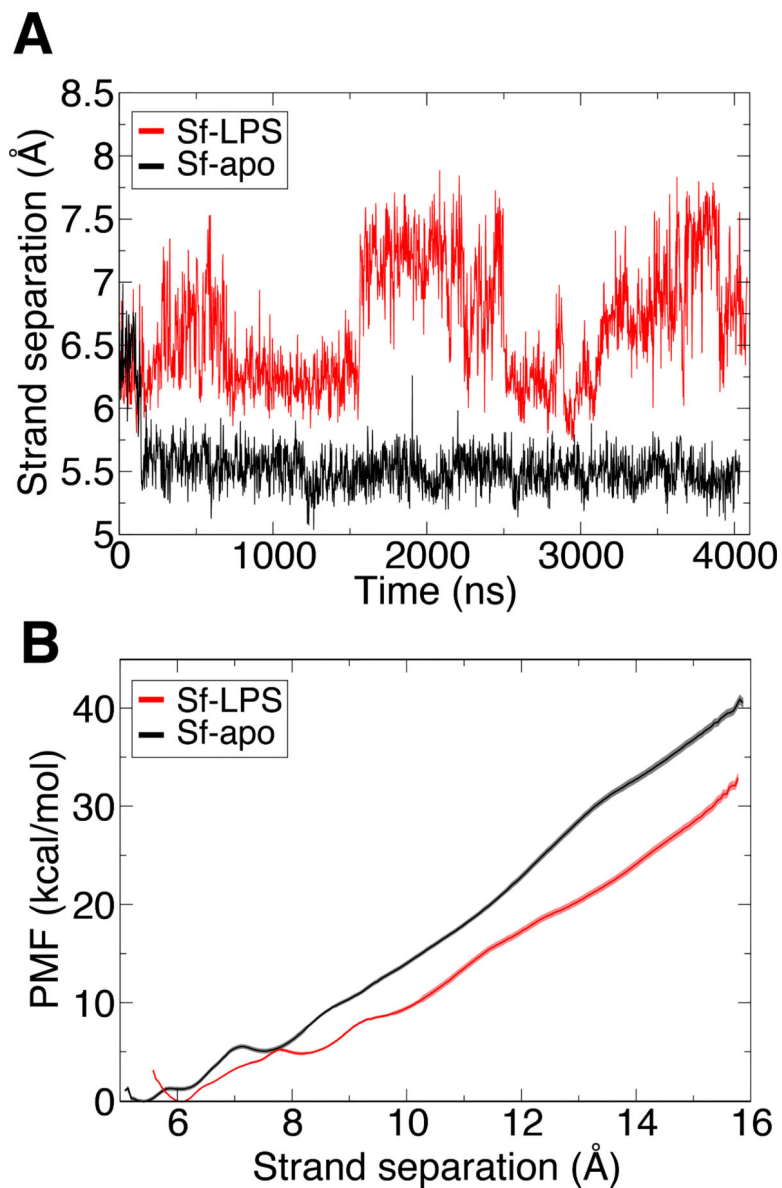 A
8.5
8
7.5
7
6.5
6
5.5
5
Strand separation (Å)
Sf-LPS
Sf-apo
0 1000 2000 3000 4000
Time (ns)
B
40
30
20
10
0
PMF (kcal/mol)
Sf-LPS
Sf-apo
6 8 10 12 14 16
Strand separation (Å)